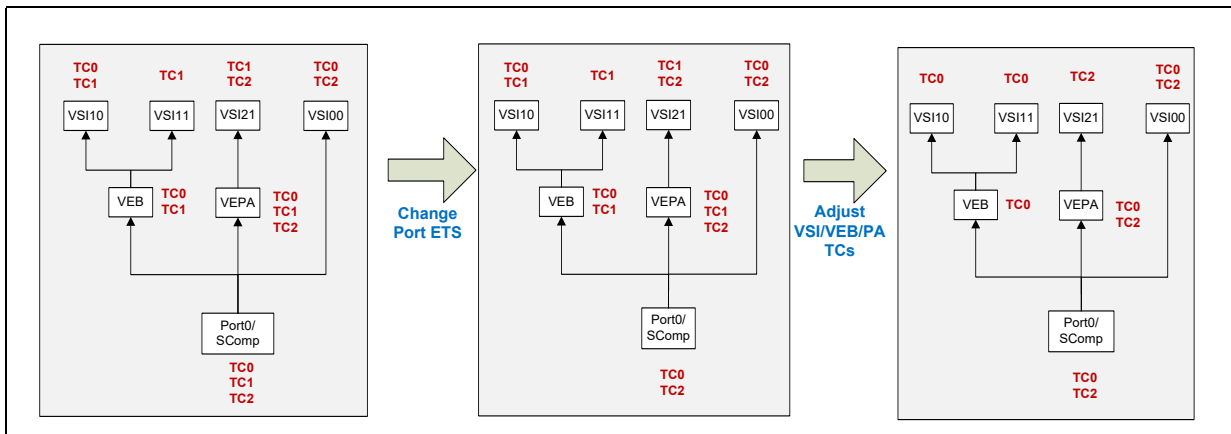 TC0
TC1
TC1
TC1
TC2
TC0
TC2
VSI10
VSI11
VSI21
VSI00
VEB
TC0
TC1
VEPA
TC0
TC1
TC2
Port0/
SComp
TC0
TC1
TC2
Change
Port ETS
TC0
TC1
TC1
TC1
TC2
TC0
TC2
VSI10
VSI11
VSI21
VSI00
VEB
TC0
TC1
VEPA
TC0
TC1
TC2
Port0/
SComp
TC0
TC2
Adjust
VSI/VEB/PA
TCs
TC0
TC0
TC2
TC0
TC2
VSI10
VSI11
VSI21
VSI00
VEB
TC0
VEPA
TC0
TC2
Port0/
SComp
TC0
TC2